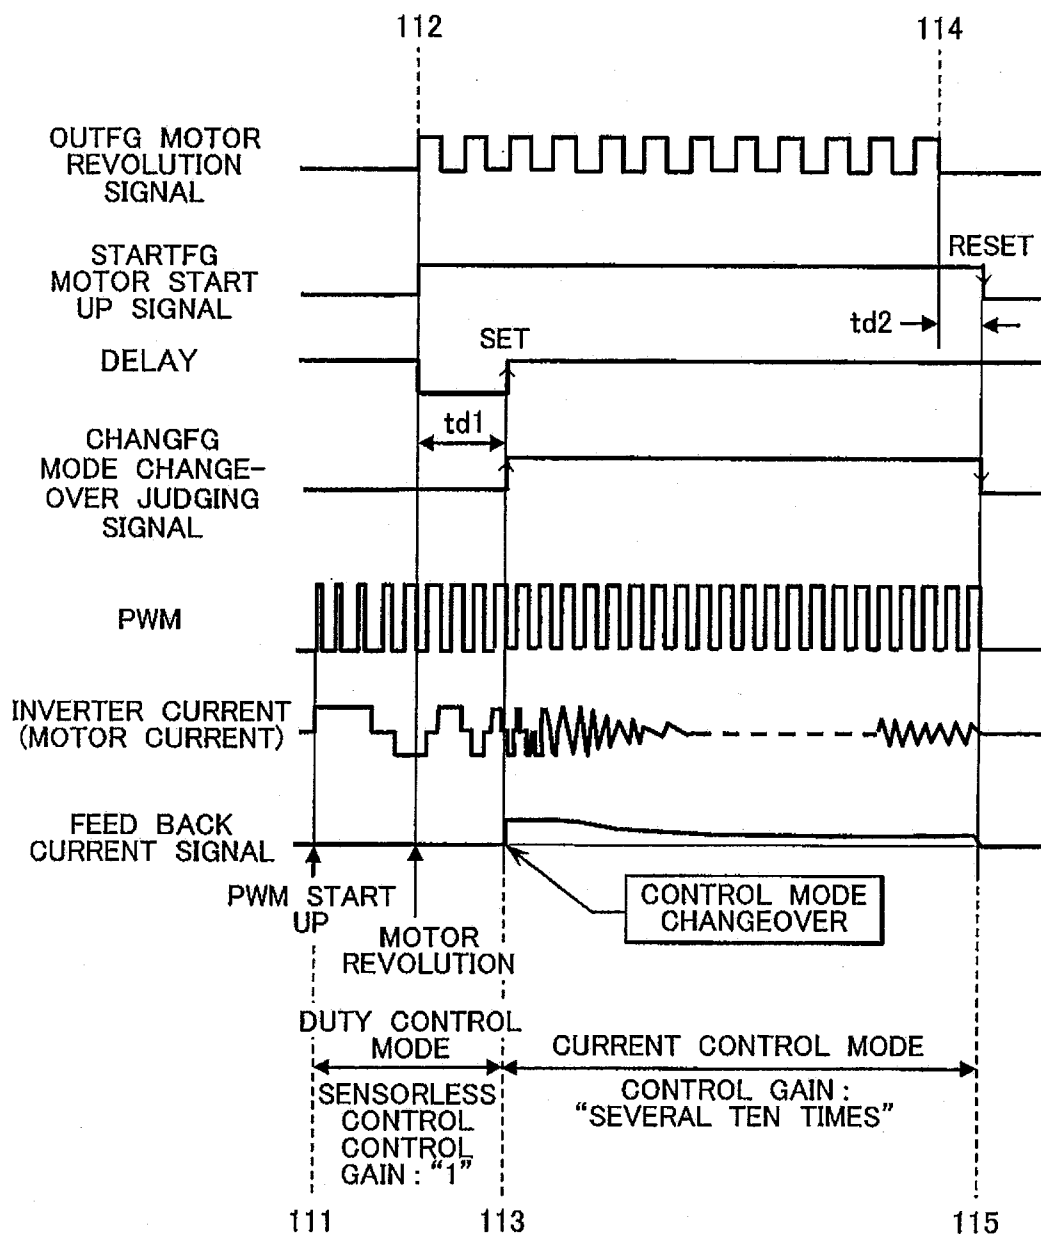 112
114
OUTFG MOTOR
REVOLUTION
SIGNAL
RESET
STARTFG
MOTOR START
UP SIGNAL
td2
SET
DELAY
td1
CHANGFG
MODE CHANGE-
OVER JUDGING
SIGNAL
PWM
INVERTER CURRENT
(MOTOR CURRENT)
FEED BACK
CURRENT SIGNAL
PWM START
UP
MOTOR
REVOLUTION
CONTROL MODE
CHANGEOVER
DUTY CONTROL
MODE
SENSORLESS
CONTROL
CONTROL
GAIN : “1”
CURRENT CONTROL MODE
CONTROL GAIN :
“SEVERAL TEN TIMES”
111
113
115